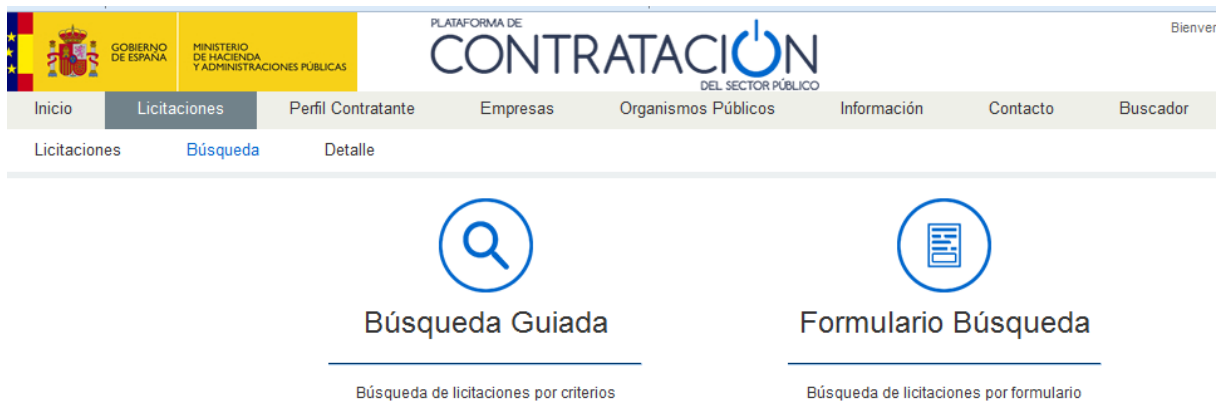 GOBIERNO
DE ESPAÑA
MINISTERIO
DE HACIENDA
Y ADMINISTRACIONES PÚBLICAS
PLATAFORMA DE
CONTRATACIÓN
DEL SECTOR PÚBLICO
Inicio Licitaciones Perfil Contratante Empresas Organismos Públicos Información Contacto Buscador
Licitaciones Búsqueda Detalle
Búsqueda Guiada
Búsqueda de licitaciones por criterios
Formulario Búsqueda
Búsqueda de licitaciones por formulario